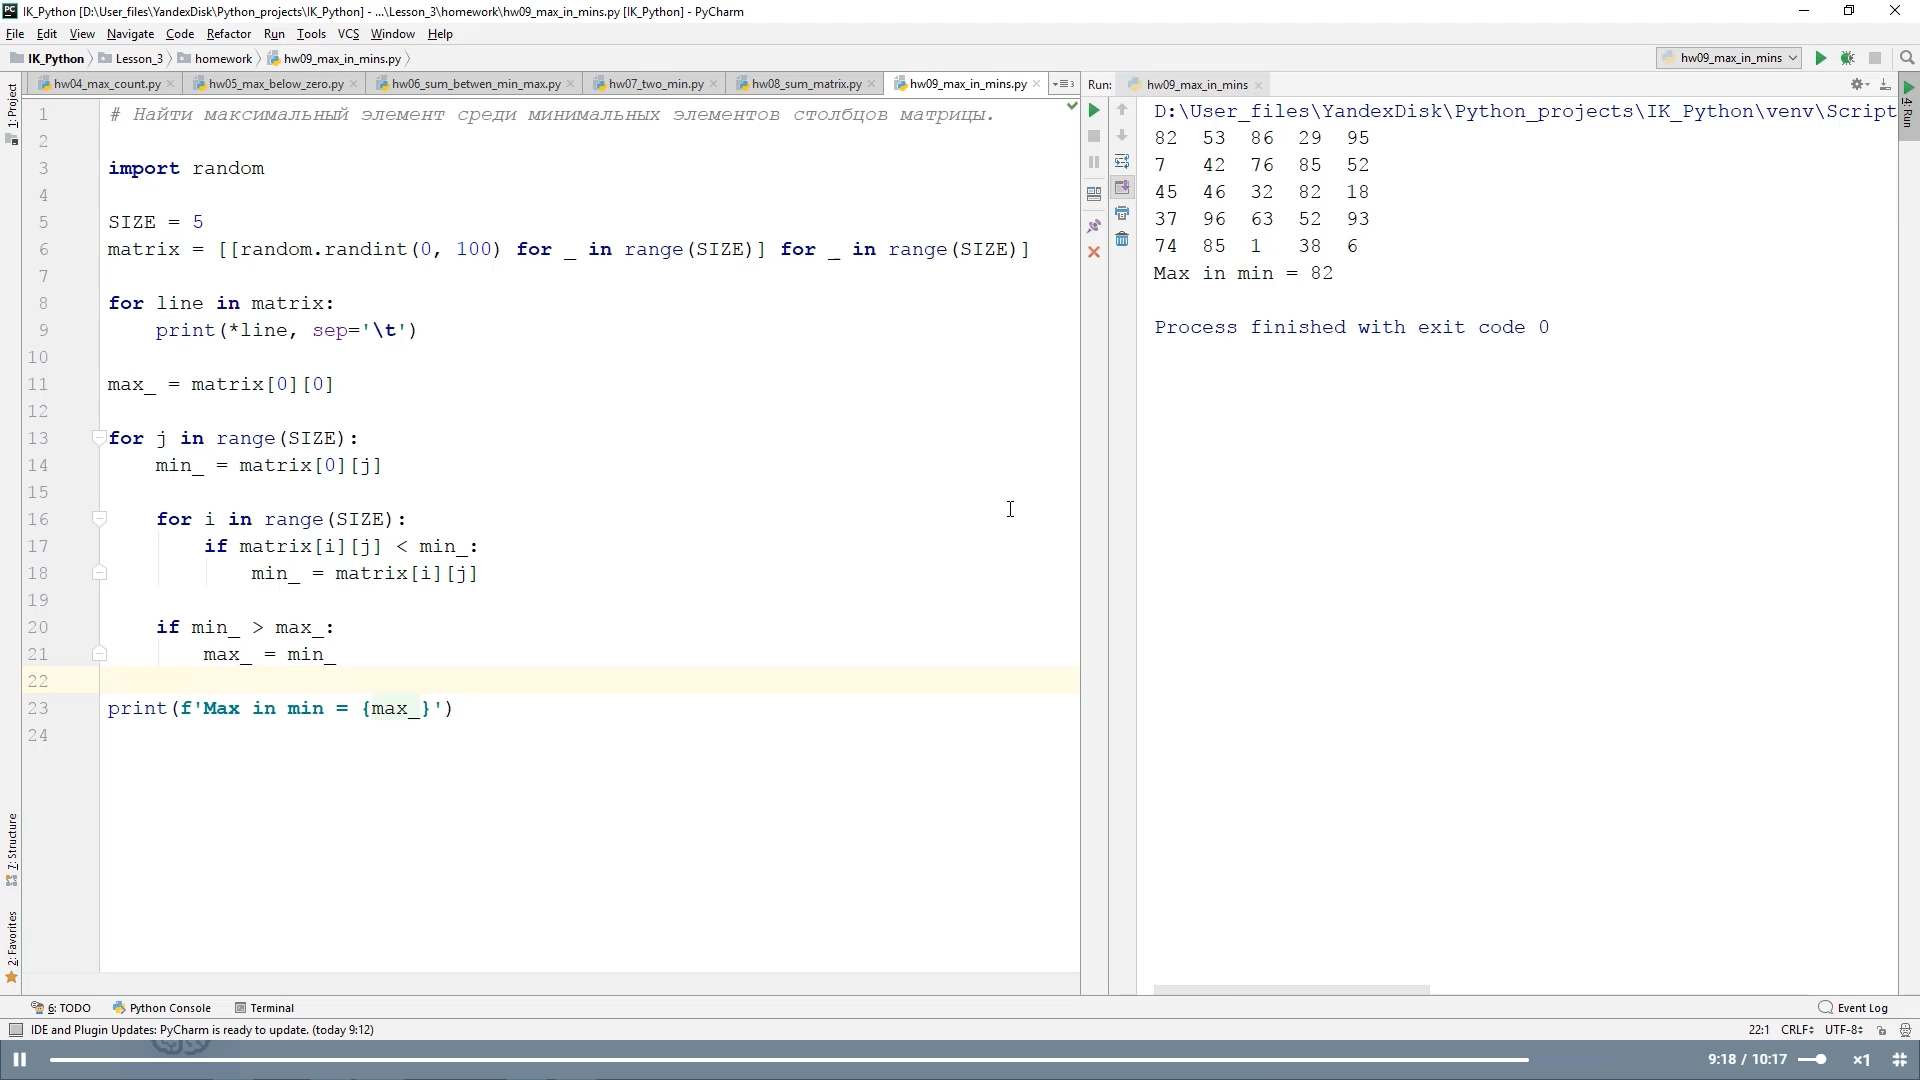 IK_Python [D:\User_files\YandexDisk\Python_projects\IK_Python] - ...\Lesson_3\homework\hw09_max_in_mins.py [IK_Python] - PyCharm
File Edit View Navigate Code Refactor Run Tools VCS Window Help
IK_Python Lesson_3 homework hw09_max_in_mins.py
hw09_max_in_mins
hw04_max_count.py hw05_max_below_zero.py hw06_sum_betwen_min_max.py hw07_two_min.py hw08_sum_matrix.py hw09_max_in_mins.py
1: Project
7: Structure
2: Favorites
1 # Найти максимальный элемент среди минимальных элементов столбцов матрицы.
2
3 import random
4
5 SIZE = 5
6 matrix = [[random.randint(0, 100) for _ in range(SIZE)] for _ in range(SIZE)]
7
8 for line in matrix:
9 print(*line, sep='\t')
10
11 max_ = matrix[0][0]
12
13 for j in range(SIZE):
14 min_ = matrix[0][j]
15
16 for i in range(SIZE):
17 if matrix[i][j] < min_:
18 min_ = matrix[i][j]
19
20 if min_ > max_:
21 max_ = min_
22
23 print(f'Max in min = {max_}')
24
Run: hw09_max_in_mins
D:\User_files\YandexDisk\Python_projects\IK_Python\venv\Script
82 53 86 29 95
7 42 76 85 52
45 46 32 82 18
37 96 63 52 93
74 85 1 38 6
Max in min = 82
Process finished with exit code 0
4: Run
6: TODO Python Console Terminal Event Log
IDE and Plugin Updates: PyCharm is ready to update. (today 9:12) 22:1 CRLF UTF-8
9:18 / 10:17 ×1